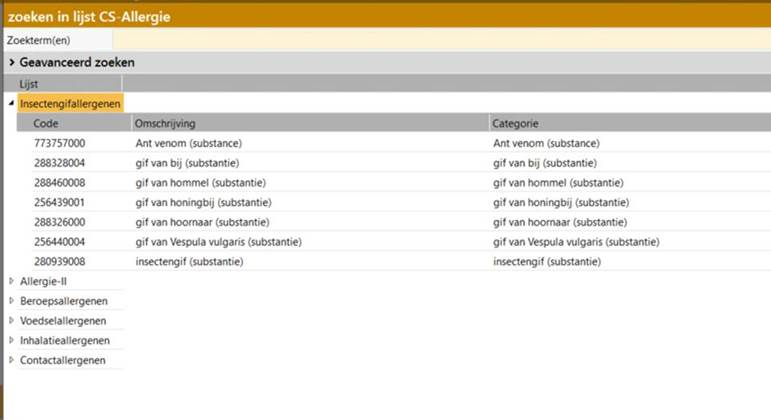 zoeken in lijst CS-Allergie
Zoekterm(en)
Geavanceerd zoeken
Lijst
Insectengifallergenen
Code Omschrijving Categorie
773757000 Ant venom (substance) Ant venom (substance)
288328004 gif van bij (substantie) gif van bij (substantie)
288460008 gif van hommel (substantie) gif van hommel (substantie)
256439001 gif van honingbij (substantie) gif van honingbij (substantie)
288326000 gif van hoornaar (substantie) gif van hoornaar (substantie)
256440004 gif van Vespula vulgaris (substantie) gif van Vespula vulgaris (substantie)
280939008 insectengif (substantie) insectengif (substantie)
Allergie-II
Beroepsallergenen
Voedselallergenen
Inhalatieallergenen
Contactallergenen